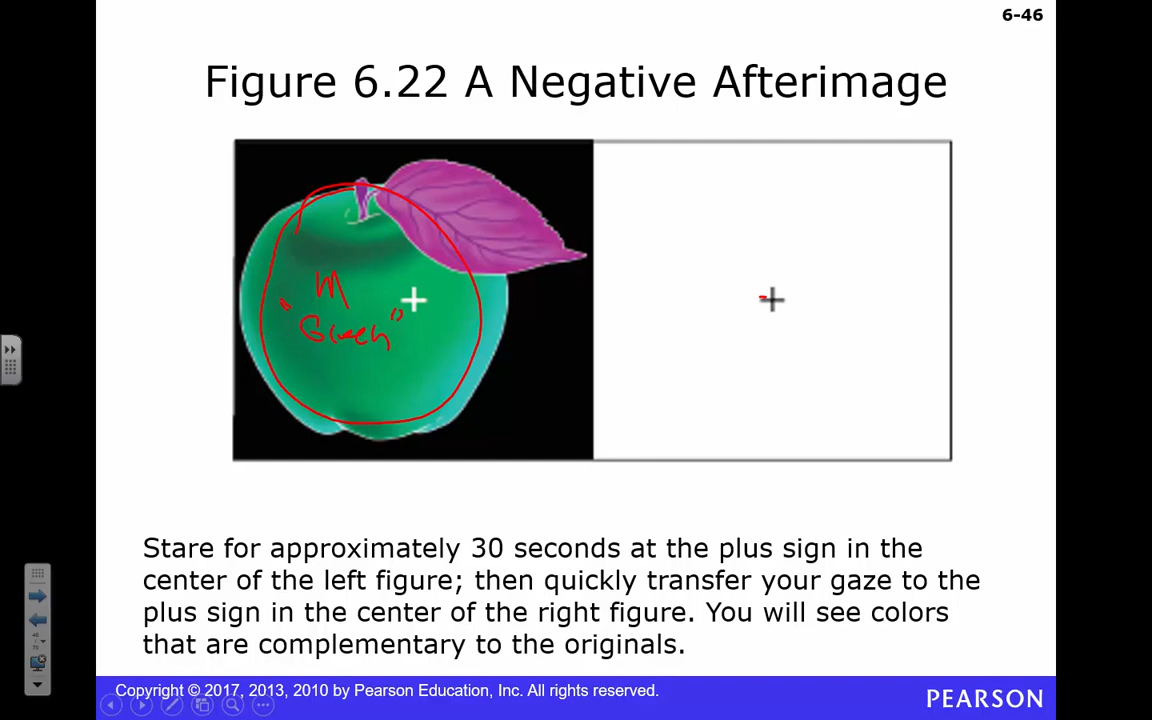 6-46
Figure 6.22 A Negative Afterimage
M
"Green"
Stare for approximately 30 seconds at the plus sign in the
center of the left figure; then quickly transfer your gaze to the
plus sign in the center of the right figure. You will see colors
that are complementary to the originals.
Copyright © 2017, 2013, 2010 by Pearson Education, Inc. All rights reserved.
PEARSON